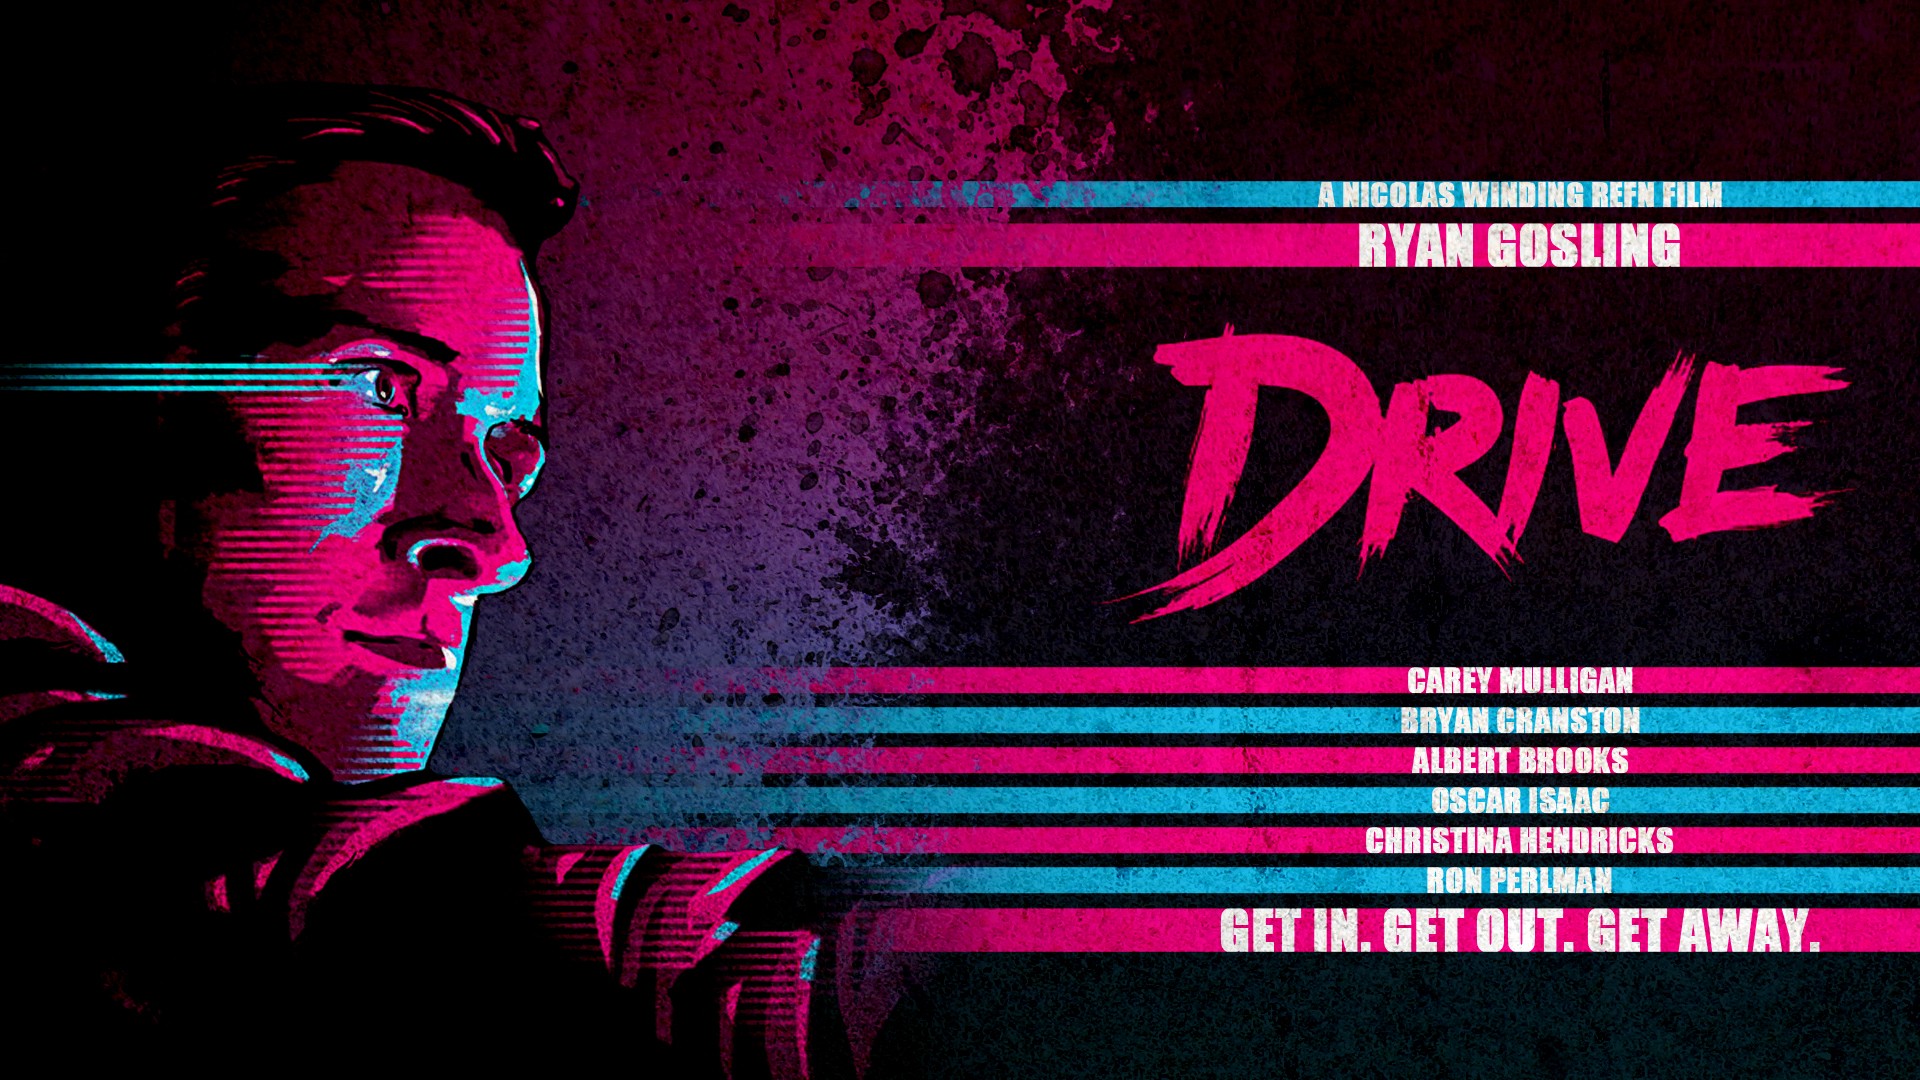 A NICOLAS WINDING REFN FILM
RYAN GOSLING
DRIVE
CAREY MULLIGAN
BRYAN CRANSTON
ALBERT BROOKS
OSCAR ISAAC
CHRISTINA HENDRICKS
RON PERLMAN
GET IN. GET OUT. GET AWAY.